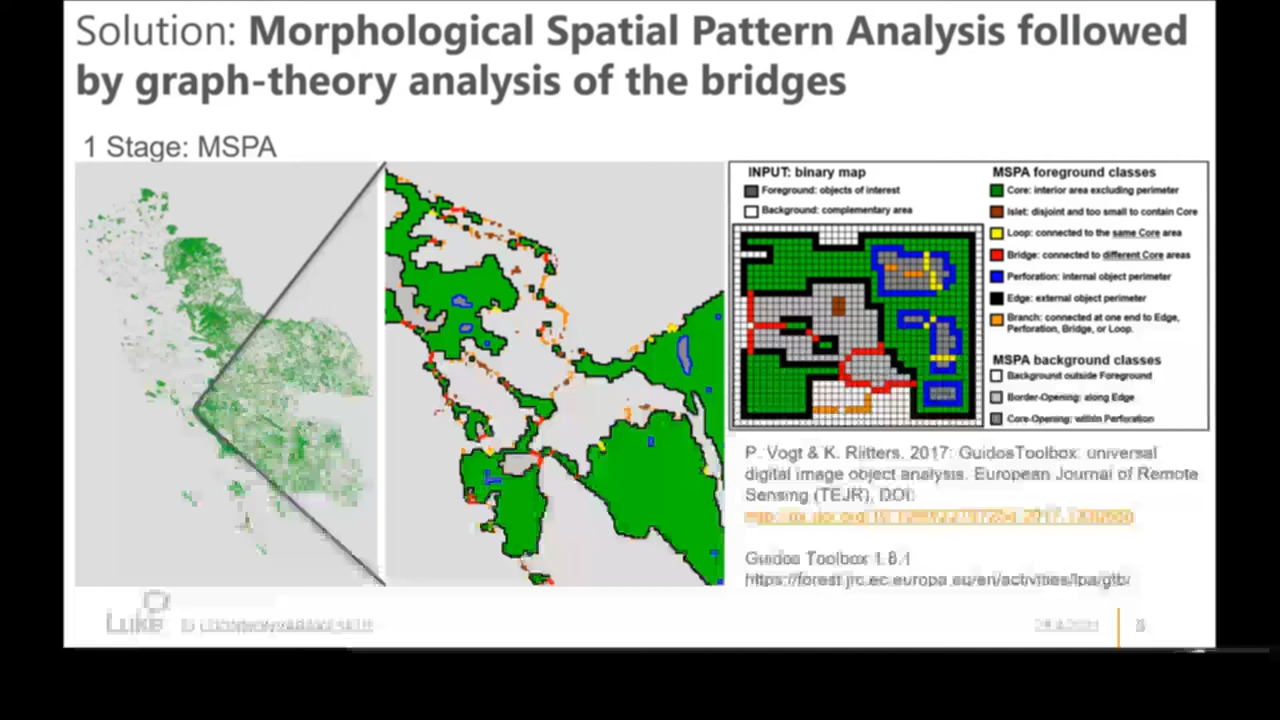 Solution: Morphological Spatial Pattern Analysis followed
by graph-theory analysis of the bridges
1 Stage: MSPA
INPUT: binary map
Foreground: objects of interest
Background: complementary area
MSPA foreground classes
Core: interior area excluding perimeter
Islet: disjoint and too small to contain Core
Loop: connected to the same Core area
Bridge: connected to different Core areas
Perforation: internal object perimeter
Edge: external object perimeter
Branch: connected at one end to Edge,
Perforation, Bridge, or Loop.
MSPA background classes
Background outside Foreground
Border-Opening: along Edge
Core-Opening: within Perforation
P. Vogt & K. Riitters. 2017: GuidosToolbox: universal
digital image object analysis. European Journal of Remote
Sensing (TEJR), DOI:
Guidos Toolbox 1.8.1
https://forest.jrc.ec.europa.eu/en/activities/lpa/gtb/
Luke